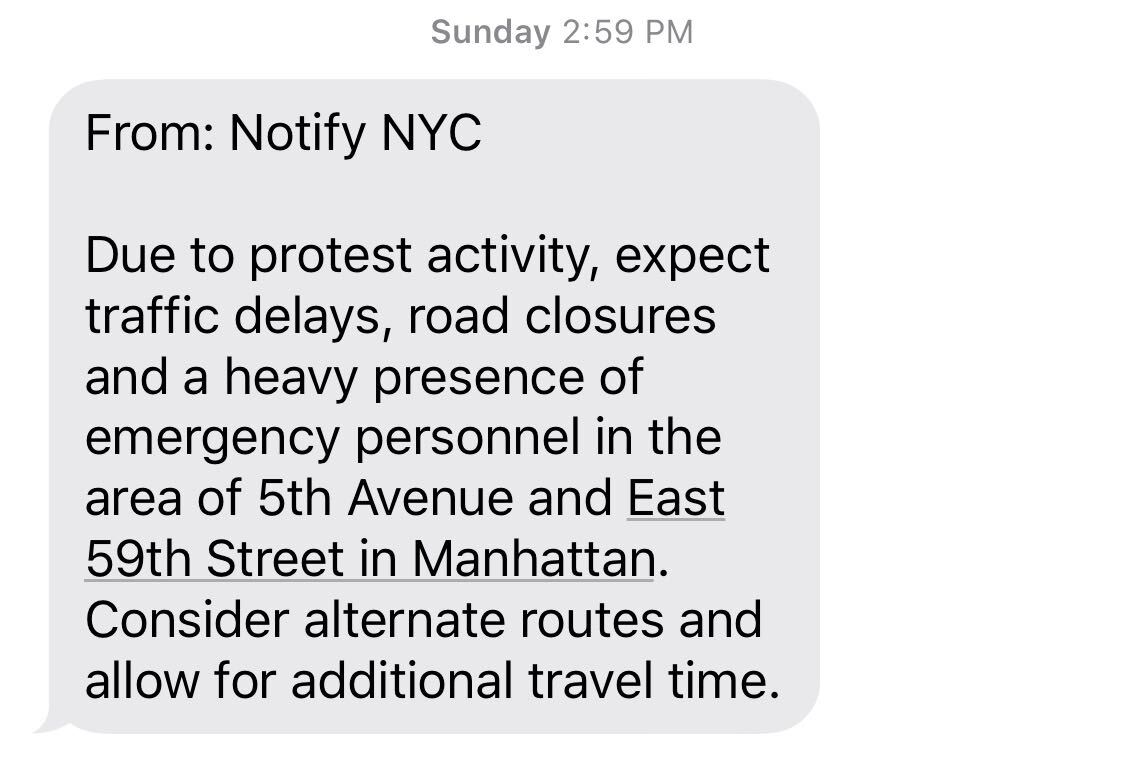 Sunday 2:59 PM
From: Notify NYC
Due to protest activity, expect
traffic delays, road closures
and a heavy presence of
emergency personnel in the
area of 5th Avenue and East
59th Street in Manhattan.
Consider alternate routes and
allow for additional travel time.